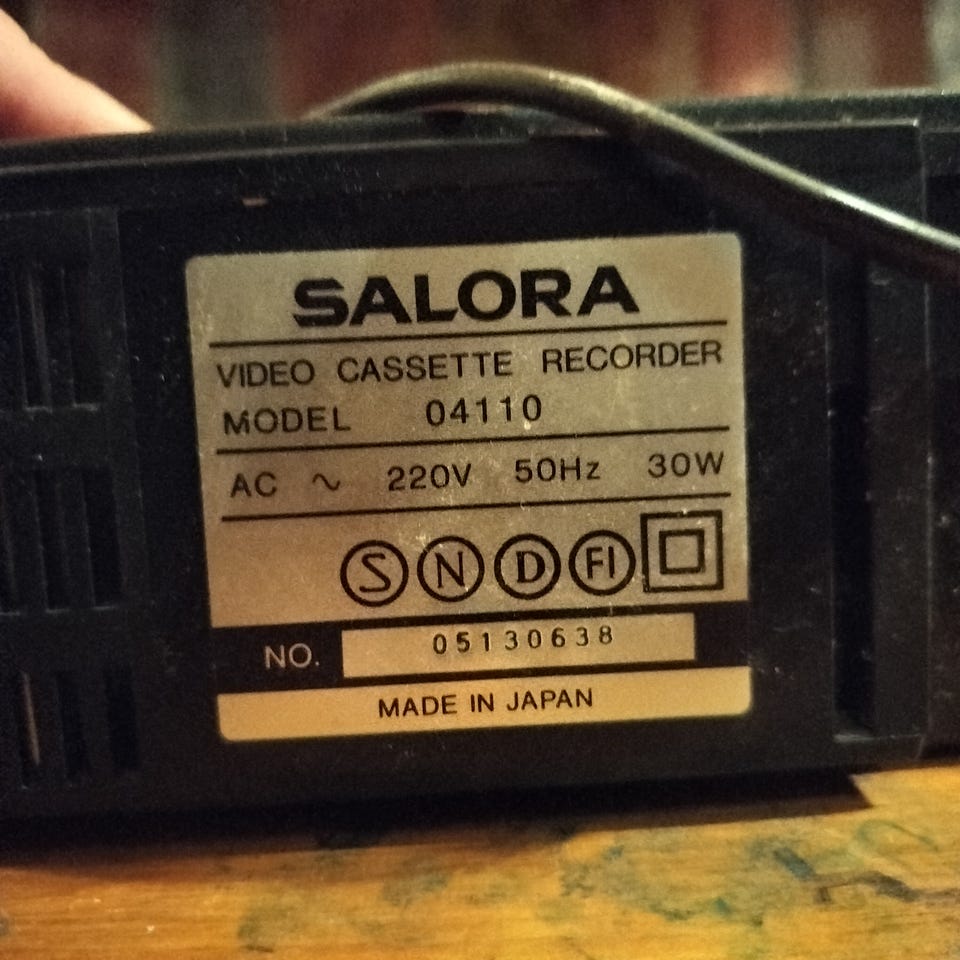 SALORA
VIDEO CASSETTE RECORDER
MODEL 04110
AC ~ 220V 50Hz 30W
S N D FI
NO. 05130638
MADE IN JAPAN